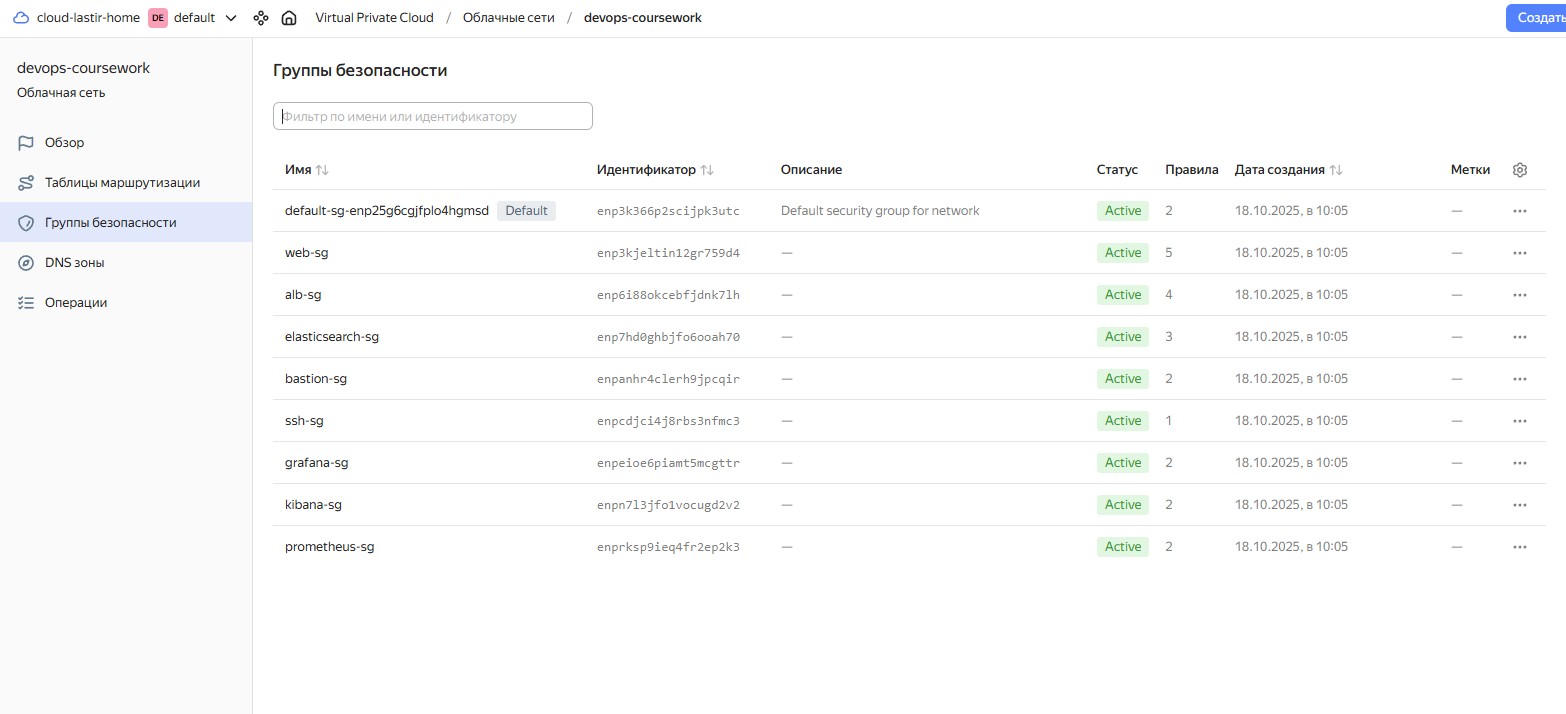 cloud-lastir-home DE default Virtual Private Cloud / Облачные сети / devops-coursework Создать
devops-coursework
Облачная сеть
Обзор
Таблицы маршрутизации
Группы безопасности
DNS зоны
Операции
Группы безопасности
Фильтр по имени или идентификатору
Имя Идентификатор Описание Статус Правила Дата создания Метки
default-sg-enp25g6cgjfplo4hgmsd Default enp3k366p2scijpk3utc Default security group for network Active 2 18.10.2025, в 10:05 —
web-sg enp3kjeltin12gr759d4 — Active 5 18.10.2025, в 10:05 —
alb-sg enp6i88okcebfjdnk7lh — Active 4 18.10.2025, в 10:05 —
elasticsearch-sg enp7hd0ghbjfo6ooah70 — Active 3 18.10.2025, в 10:05 —
bastion-sg enpanhr4clerh9jpcqir — Active 2 18.10.2025, в 10:05 —
ssh-sg enpcdjci4j8rbs3nfmc3 — Active 1 18.10.2025, в 10:05 —
grafana-sg enpeioe6piamt5mcgttr — Active 2 18.10.2025, в 10:05 —
kibana-sg enpn7l3jfo1vocugd2v2 — Active 2 18.10.2025, в 10:05 —
prometheus-sg enprksp9ieq4fr2ep2k3 — Active 2 18.10.2025, в 10:05 —